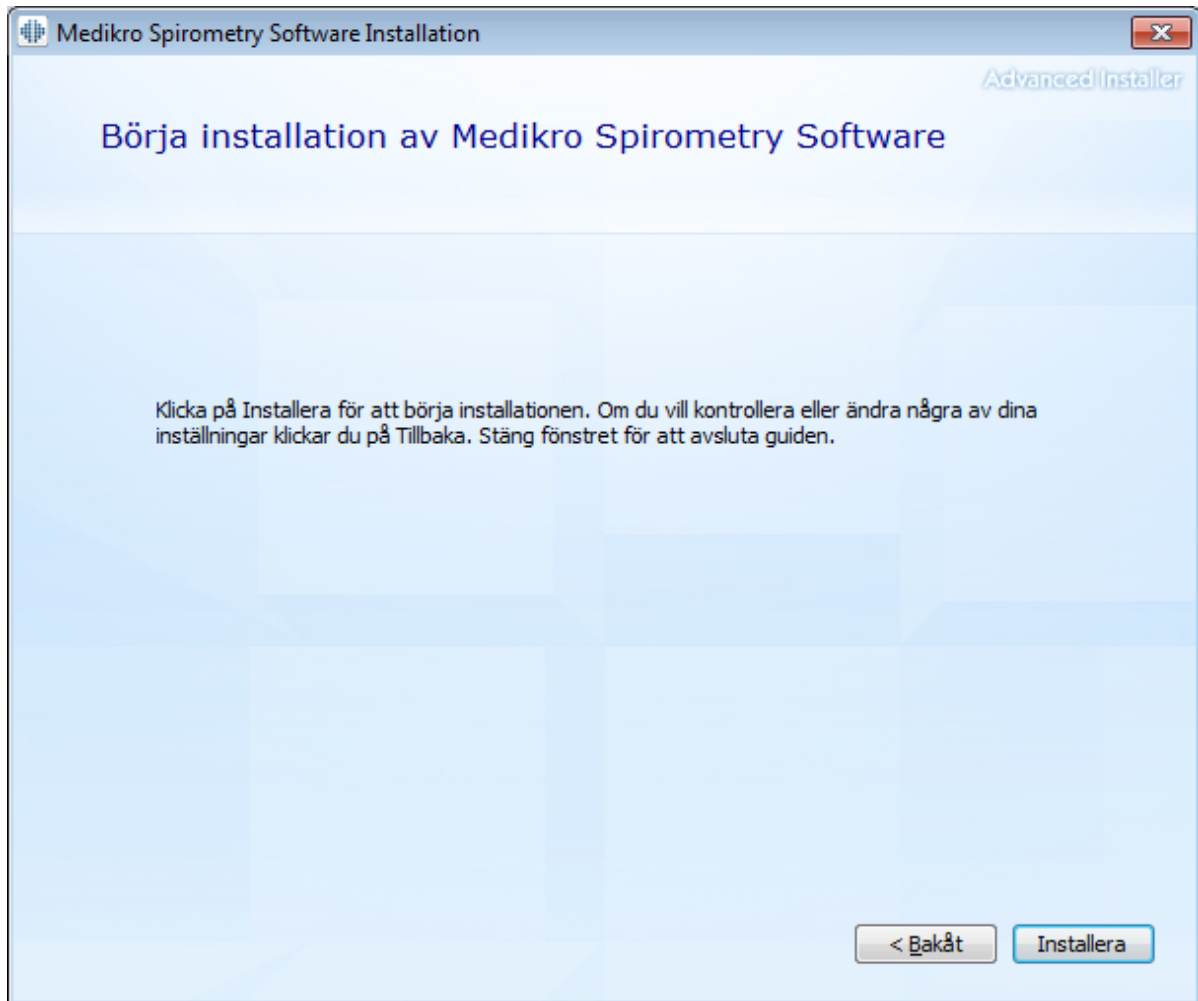 Medikro Spirometry Software Installation
Advanced Installer
Börja installation av Medikro Spirometry Software
Klicka på Installera för att börja installationen. Om du vill kontrollera eller ändra några av dina
inställningar klickar du på Tillbaka. Stäng fönstret för att avsluta guiden.
< Bakåt
Installera